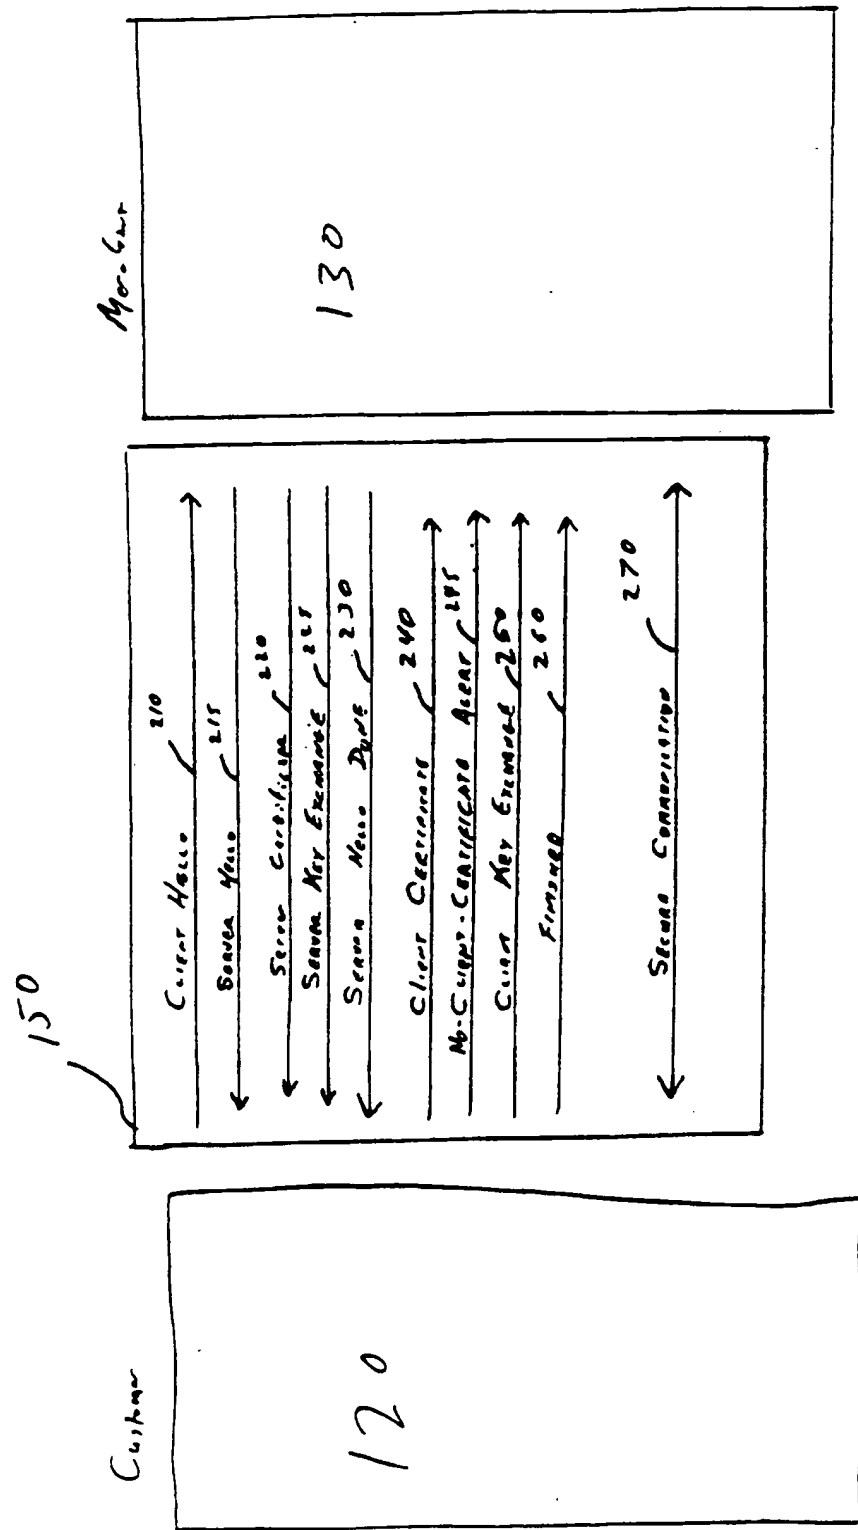 150
Customer
120
Merchant
130
Client Hello 210
Server Hello 215
Server Certificate 220
Server Key Exchange 225
Server Hello Done 230
Client Certificate 240
No-Client-Certificate Alert 245
Client Key Exchange 250
Finished 260
Secure Communication 270